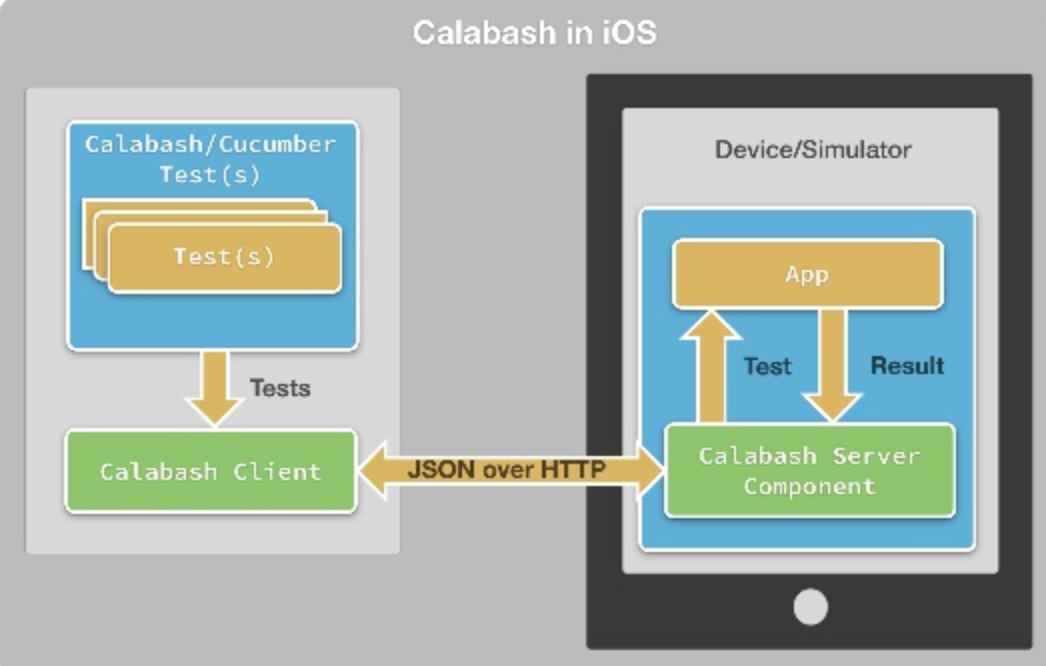 Calabash in iOS
Calabash/Cucumber
Test(s)
Test(s)
Tests
Calabash Client
JSON over HTTP
Device/Simulator
App
Test
Result
Calabash Server
Component